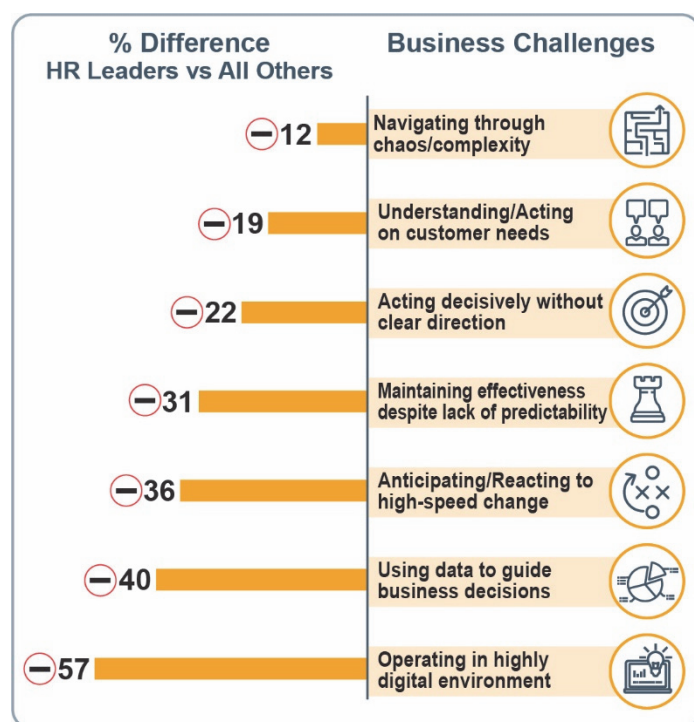 % Difference
HR Leaders vs All Others
Business Challenges
− 12
Navigating through
chaos/complexity
− 19
Understanding/Acting
on customer needs
− 22
Acting decisively without
clear direction
− 31
Maintaining effectiveness
despite lack of predictability
− 36
Anticipating/Reacting to
high-speed change
− 40
Using data to guide
business decisions
− 57
Operating in highly
digital environment